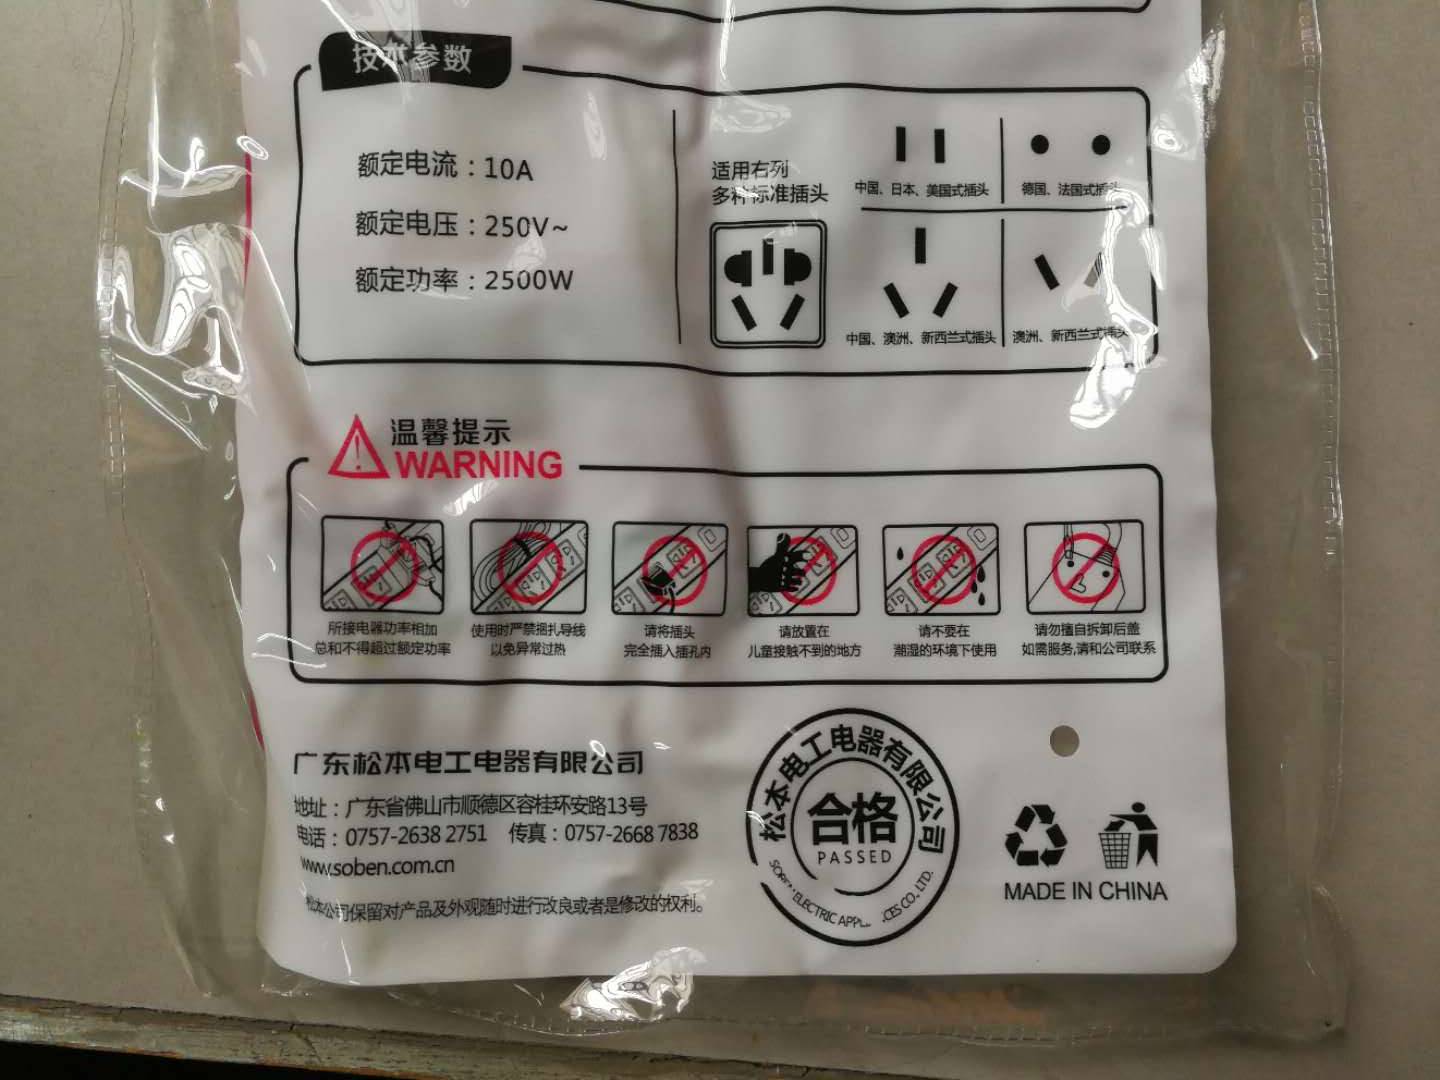 技术参数
额定电流：10A
额定电压：250V~
额定功率：2500W
适用右列
多种标准插头
中国、日本、美国式插头
德国、法国式插头
中国、澳洲、新西兰式插头
澳洲、新西兰式插头
温馨提示
WARNING
所接电器功率相加
总和不得超过额定功率
使用时严禁捆扎导线
以免异常过热
请将插头
完全插入插孔内
请放置在
儿童接触不到的地方
请不要在
潮湿的环境下使用
请勿擅自拆卸后盖
如需服务,请和公司联系
广东松本电工电器有限公司
地址：广东省佛山市顺德区容桂环安路13号
电话：0757-2638 2751 传真：0757-2668 7838
www.soben.com.cn
松本公司保留对产品及外观随时进行改良或者是修改的权利。
松本电工电器有限公司
合格
PASSED
ELECTRIC CO., LTD.
MADE IN CHINA